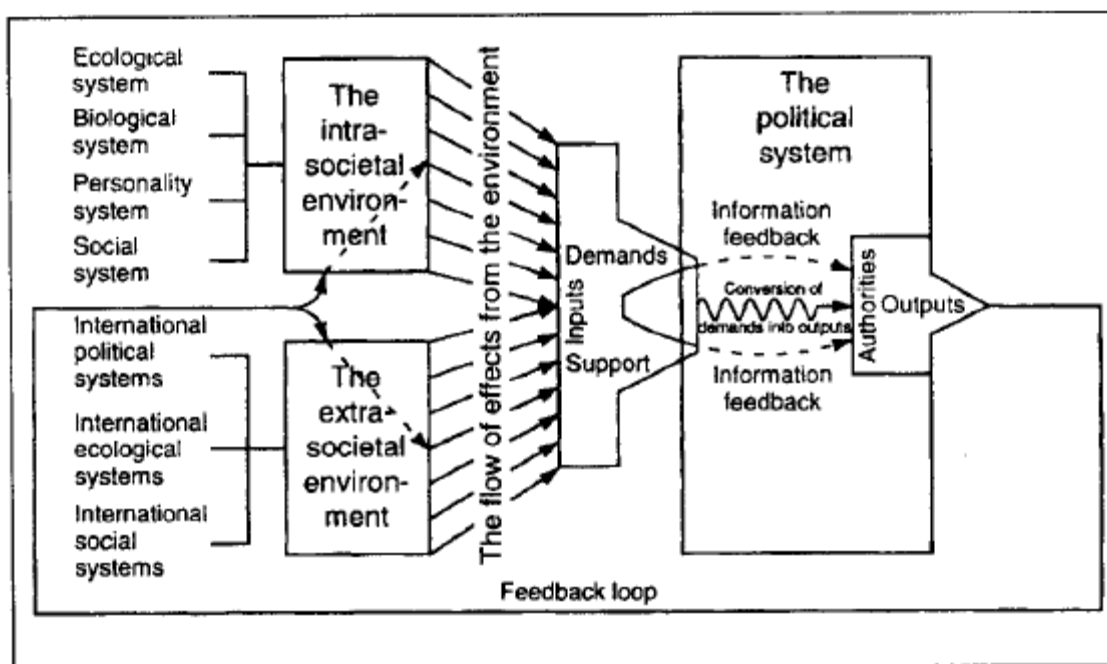 Ecological
system
Biological
system
Personality
system
Social
system
International
political
systems
International
ecological
systems
International
social
systems
The
intra-
societal
environ-
ment
The
extra-
societal
environ-
ment
The flow of effects from the environment
Inputs
Demands
Support
The
political
system
Information
feedback
Conversion of
demands into outputs
Information
feedback
Authorities
Outputs
Feedback loop